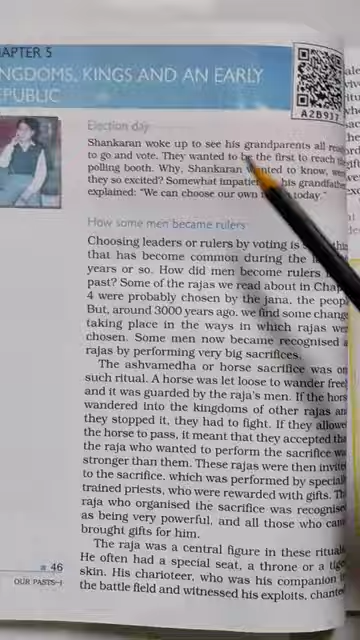 APTER 5
NGDOMS, KINGS AND AN EARLY
EPUBLIC
A2B9J7
Election day
Shankaran woke up to see his grandparents all
to go and vote. They wanted to be the first to reach
polling booth. Why, Shankaran wanted to know, were
they so excited? Somewhat his grandfather
explained: "We can choose our own today."
How some men became rulers
Choosing leaders or rulers by voting is
that has become common during the
years or so. How did men become rulers
past? Some of the rajas we read about in Chap
4 were probably chosen by the jana, the peop
But, around 3000 years ago, we find some change
taking place in the ways in which rajas wer
chosen. Some men now became recognised a
rajas by performing very big sacrifices.
The ashvamedha or horse sacrifice was on
such ritual. A horse was let loose to wander free
and it was guarded by the raja's men. If the hors
wandered into the kingdoms of other rajas an
they stopped it, they had to fight. If they allowe
the horse to pass, it meant that they accepted tha
the raja who wanted to perform the sacrifice wa
stronger than them. These rajas were then invite
to the sacrifice, which was performed by speciall
trained priests, who were rewarded with gifts. Th
raja who organised the sacrifice was recognise
as being very powerful, and all those who cam
brought gifts for him.
The raja was a central figure in these rituals
He often had a special seat, a throne or a tige
skin. His charioteer, who was his companion i
the battle field and witnessed his exploits, chante
46
OUR PASTS–I